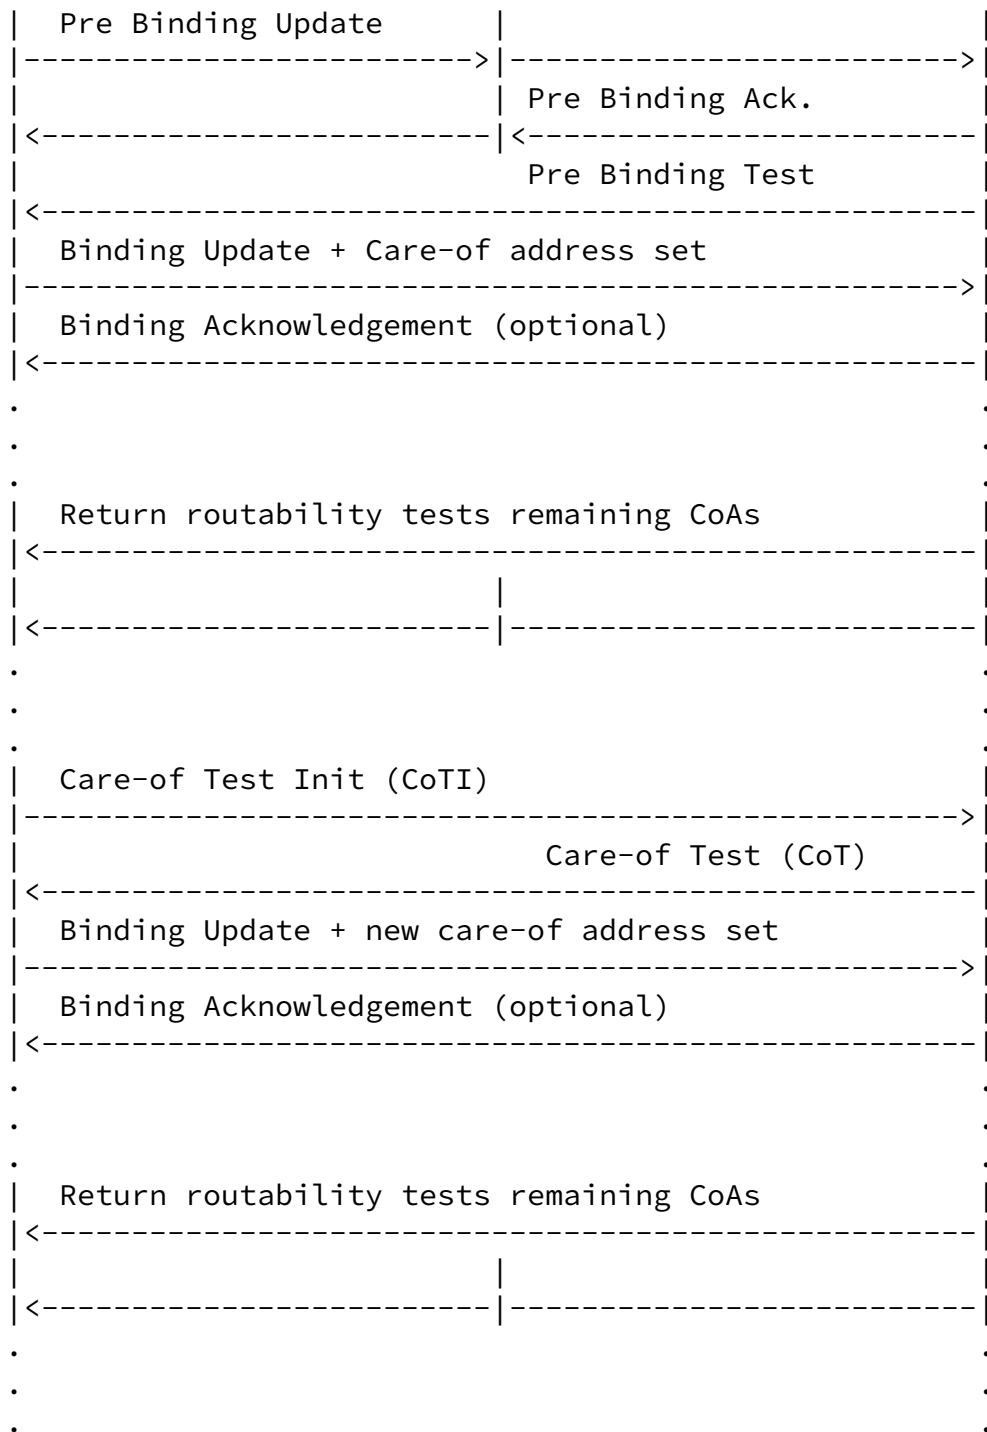 Pre Binding Update
Pre Binding Ack.
Pre Binding Test
Binding Update + Care-of address set
Binding Acknowledgement (optional)
Return routability tests remaining CoAs
Care-of Test Init (CoTI)
Care-of Test (CoT)
Binding Update + new care-of address set
Binding Acknowledgement (optional)
Return routability tests remaining CoAs